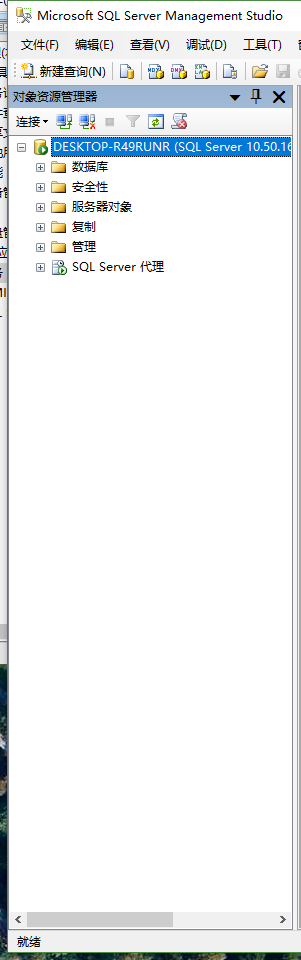 Microsoft SQL Server Management Studio
文件(F) 编辑(E) 查看(V) 调试(D) 工具(T)
新建查询(N)
对象资源管理器
连接
DESKTOP-R49RUNR (SQL Server 10.50.16
数据库
安全性
服务器对象
复制
管理
SQL Server 代理
就绪